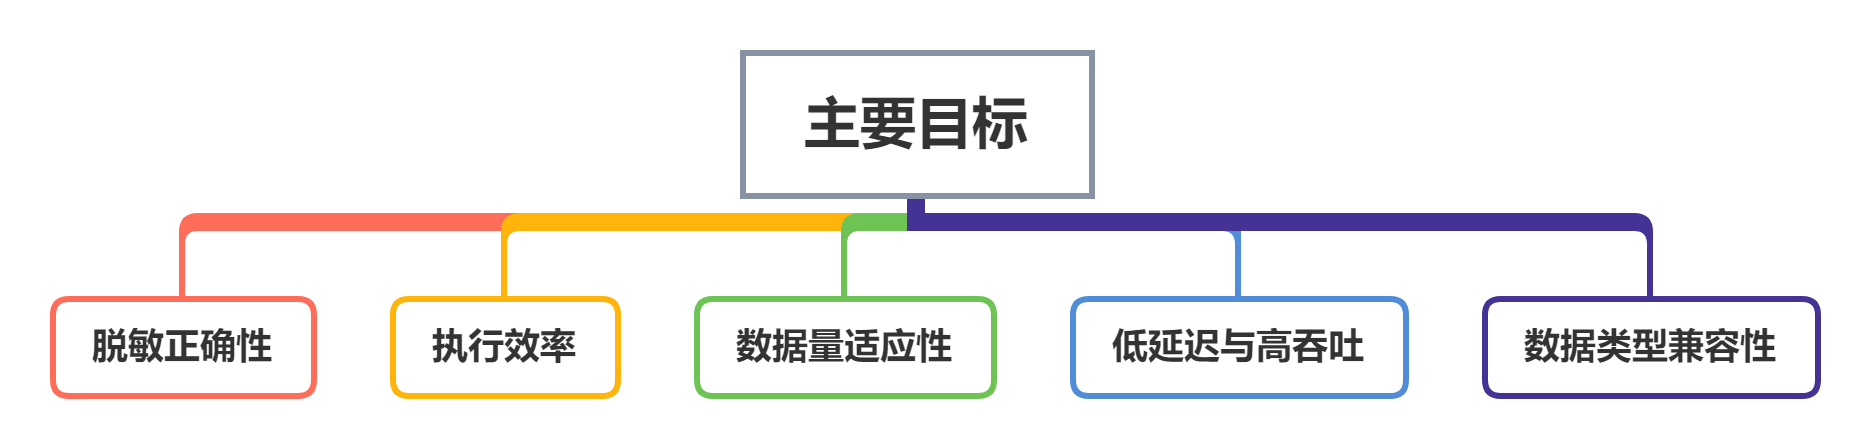 主要目标
脱敏正确性
执行效率
数据量适应性
低延迟与高吞吐
数据类型兼容性